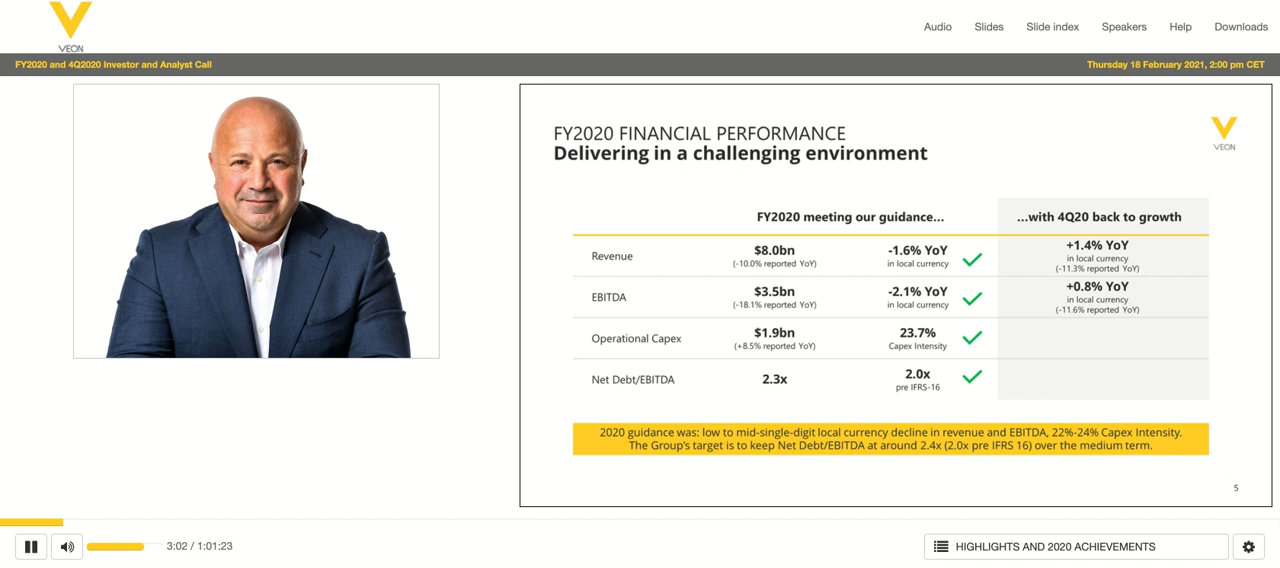 VEON
Audio
Slides
Slide index
Speakers
Help
Downloads
FY2020 and 4Q2020 Investor and Analyst Call
Thursday 18 February 2021, 2:00 pm CET
FY2020 FINANCIAL PERFORMANCE
Delivering in a challenging environment
VEON
FY2020 meeting our guidance...
...with 4Q20 back to growth
Revenue
$8.0bn
(-10.0% reported YoY)
-1.6% YoY
in local currency
+1.4% YoY
in local currency
(-11.3% reported YoY)
EBITDA
$3.5bn
(-18.1% reported YoY)
-2.1% YoY
in local currency
+0.8% YoY
in local currency
(-11.6% reported YoY)
Operational Capex
$1.9bn
(+8.5% reported YoY)
23.7%
Capex Intensity
Net Debt/EBITDA
2.3x
2.0x
pre IFRS-16
2020 guidance was: low to mid-single-digit local currency decline in revenue and EBITDA, 22%-24% Capex Intensity.
The Group's target is to keep Net Debt/EBITDA at around 2.4x (2.0x pre IFRS 16) over the medium term.
5
3:02 / 1:01:23
HIGHLIGHTS AND 2020 ACHIEVEMENTS